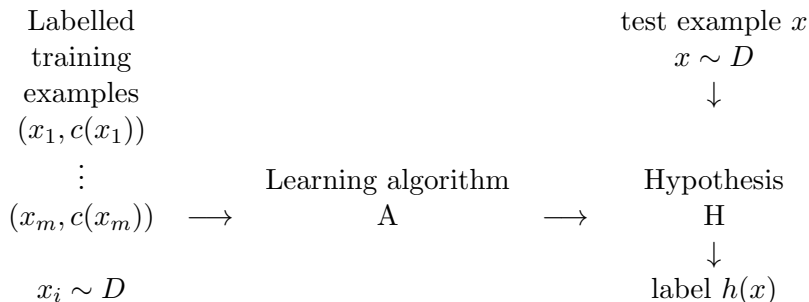 Labelled
training
examples
(x_1, c(x_1))
⋮
(x_m, c(x_m))
x_i ∼ D
⟶
Learning algorithm
A
⟶
test example x
x ∼ D
↓
Hypothesis
H
↓
label h(x)